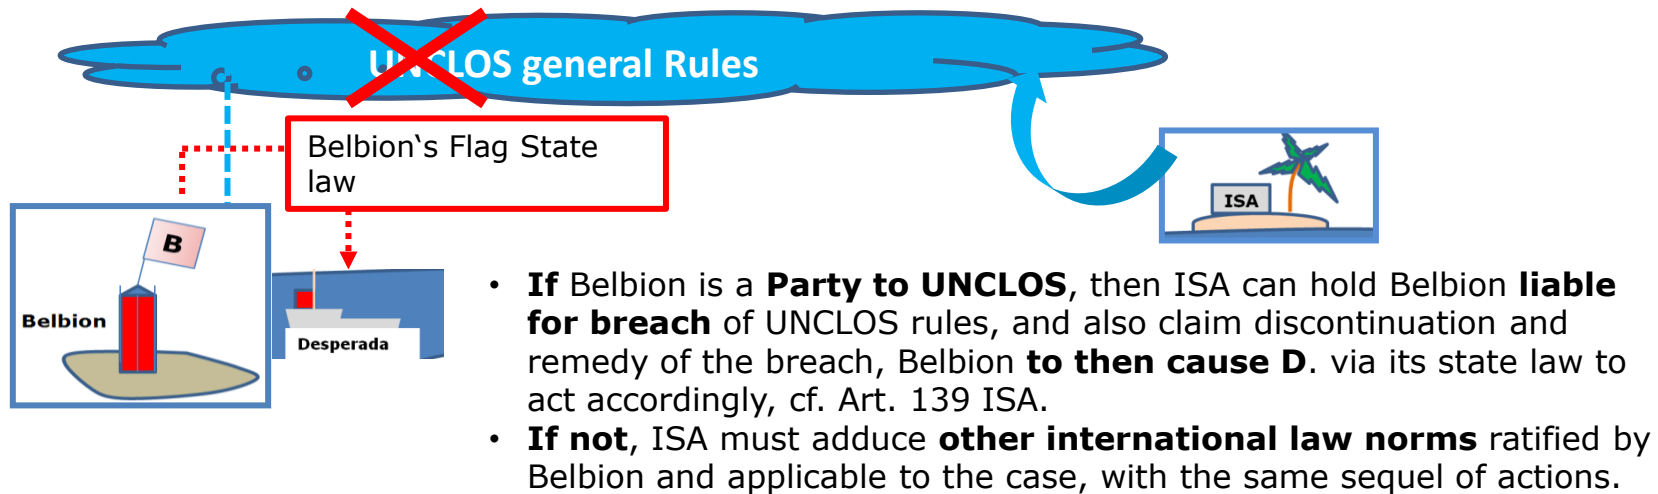 UNCLOS general Rules
Belbion‘s Flag State
law
ISA
B
Belbion
Desperada
• If Belbion is a Party to UNCLOS, then ISA can hold Belbion liable
for breach of UNCLOS rules, and also claim discontinuation and
remedy of the breach, Belbion to then cause D. via its state law to
act accordingly, cf. Art. 139 ISA.
• If not, ISA must adduce other international law norms ratified by
Belbion and applicable to the case, with the same sequel of actions.